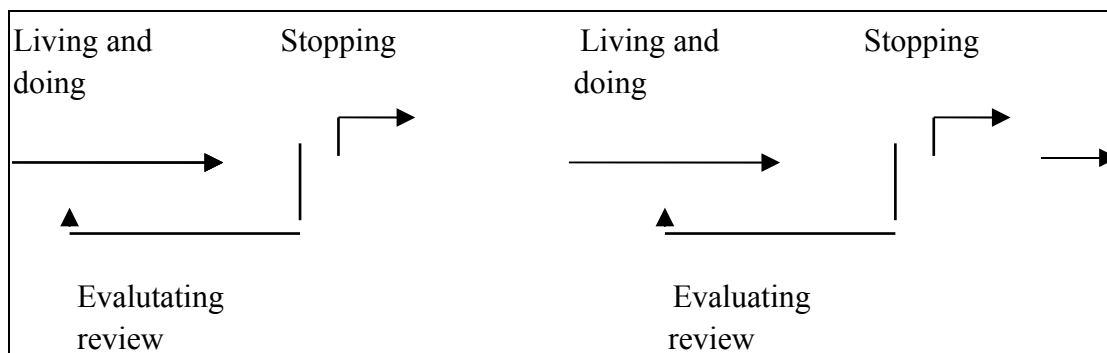 Living and doing
Stopping
Living and doing
Stopping
Evalutating review
Evaluating review